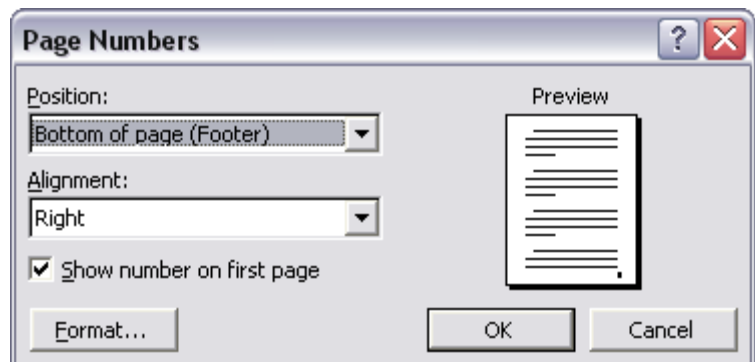 Page Numbers
?
Position:
Preview
Bottom of page (Footer)
Alignment:
Right
Show number on first page
Format...
OK
Cancel